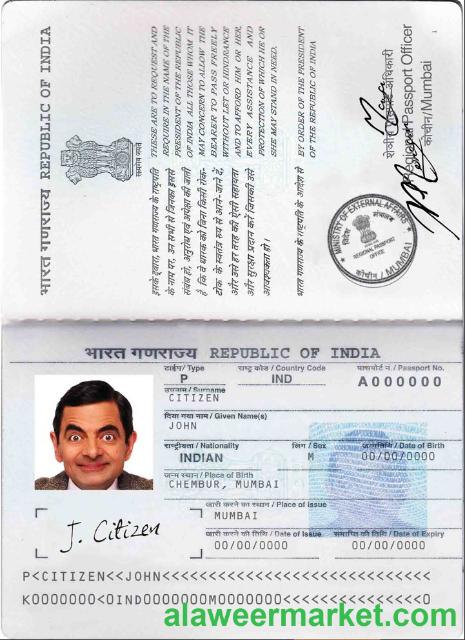 भारत गणराज्य REPUBLIC OF INDIA
सत्यमेव जयते
THESE ARE TO REQUEST AND
REQUIRE IN THE NAME OF THE
PRESIDENT OF THE REPUBLIC
OF INDIA ALL THOSE WHOM IT
MAY CONCERN TO ALLOW THE
BEARER TO PASS FREELY
WITHOUT LET OR HINDRANCE
AND TO AFFORD HIM OR HER,
EVERY ASSISTANCE AND
PROTECTION OF WHICH HE OR
SHE MAY STAND IN NEED.
BY ORDER OF THE PRESIDENT
OF THE REPUBLIC OF INDIA
इसके द्वारा, भारत गणराज्य के राष्ट्रपति
के नाम पर, उन सभी से जिनका इससे
संबंध हो, अनुरोध एवं अपेक्षा की जाती
है कि वे धारक को बिना किसी रोक-
टोक के स्वतंत्र रूप से आने-जाने दें,
और उसे हर तरह की ऐसी सहायता
और सुरक्षा प्रदान करें जिसकी उसे
आवश्यकता हो।
भारत गणराज्य के राष्ट्रपति के आदेश से
MINISTRY OF EXTERNAL AFFAIRS
REGIONAL PASSPORT
OFFICE
कोचीन / MUMBAI
पासपोर्ट अधिकारी
Regional Passport Officer
कोचीन/Mumbai
भारत गणराज्य REPUBLIC OF INDIA
टाईप/ Type राष्ट्र कोड / Country Code पासपोर्ट न. / Passport No.
P IND A000000
उपनाम / Surname
CITIZEN
दिया गया नाम / Given Name(s)
JOHN
राष्ट्रीयता / Nationality लिंग / Sex जन्मतिथि / Date of Birth
INDIAN M 00/00/0000
जन्म स्थान / Place of Birth
CHEMBUR, MUMBAI
जारी करने का स्थान / Place of Issue
MUMBAI
J. Citizen
जारी करने की तिथि / Date of Issue समाप्ति की तिथि / Date of Expiry
00/00/0000 00/00/0000
P<CITIZEN<<JOHN<<<<<<<<<<<<<<<<<<<<<<<<<<<<<
K0000000<0IND0000000M0000000<<<<<<<<<<<<<<<0
alaweermarket.com